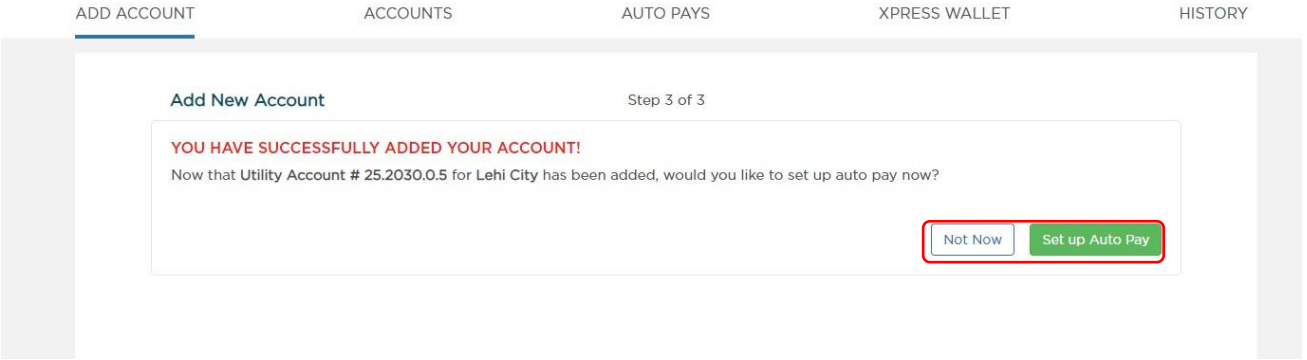 ADD ACCOUNT ACCOUNTS AUTO PAYS XPRESS WALLET HISTORY
Add New Account Step 3 of 3
YOU HAVE SUCCESSFULLY ADDED YOUR ACCOUNT!
Now that Utility Account # 25.2030.0.5 for Lehi City has been added, would you like to set up auto pay now?
Not Now Set up Auto Pay